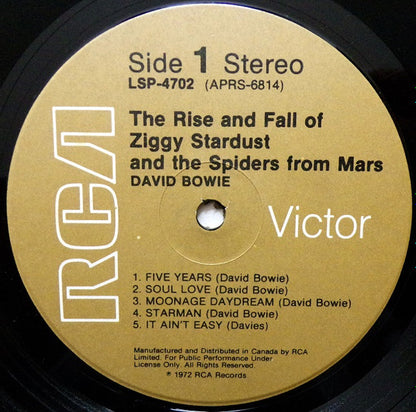 Side 1 Stereo
LSP-4702 (APRS-6814)
The Rise and Fall of
Ziggy Stardust
and the Spiders from Mars
DAVID BOWIE
RCA
Victor
1. FIVE YEARS (David Bowie)
2. SOUL LOVE (David Bowie)
3. MOONAGE DAYDREAM (David Bowie)
4. STARMAN (David Bowie)
5. IT AIN'T EASY (Davies)
Manufactured and Distributed in Canada by RCA
Limited. For Public Performance Under
License Only. All Rights Reserved.
℗ 1972 RCA Records